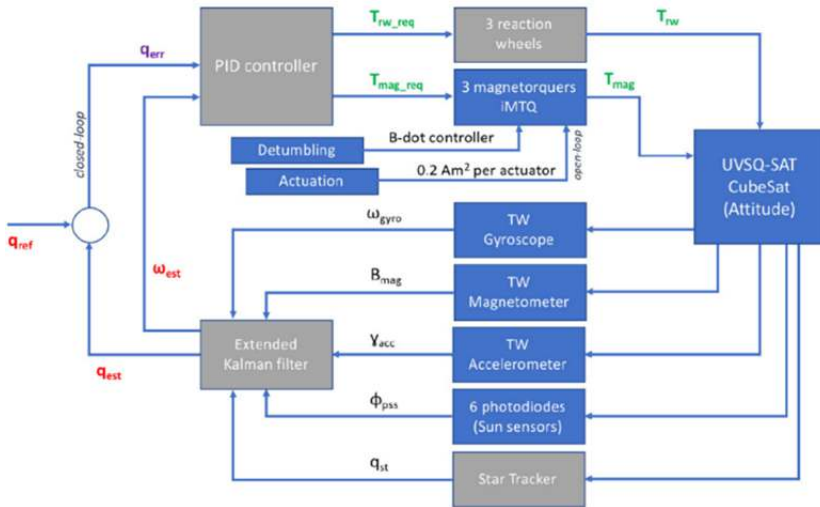 T_rw_req
3 reaction
wheels
T_rw
q_err
PID controller
T_mag_req
3 magnetorquers
iMTQ
T_mag
closed-loop
B-dot controller
Detumbling
open-loop
0.2 Am² per actuator
Actuation
UVSQ-SAT
CubeSat
(Attitude)
q_ref
ω_gyro
TW
Gyroscope
ω_est
B_mag
TW
Magnetometer
Extended
Kalman filter
γ_acc
TW
Accelerometer
q_est
ϕ_pss
6 photodiodes
(Sun sensors)
q_st
Star Tracker